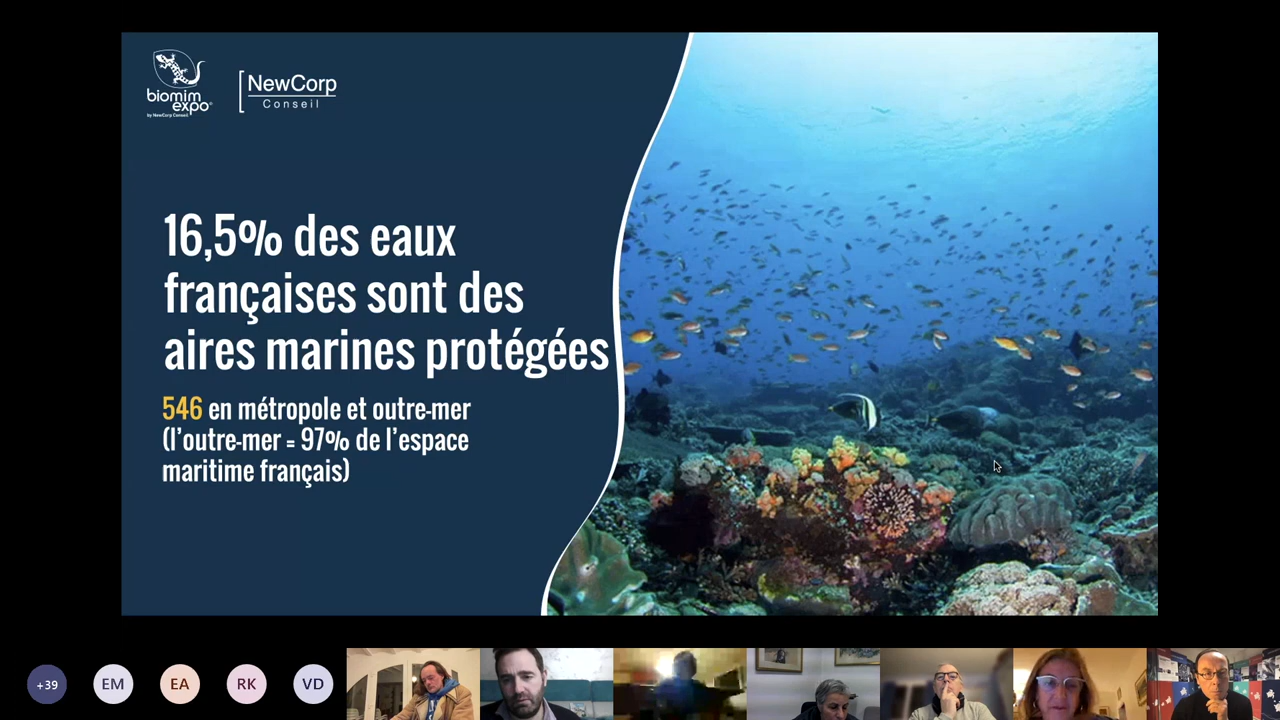 biomim
expo
by NewCorp Conseil
NewCorp
Conseil
16,5% des eaux
françaises sont des
aires marines protégées
546 en métropole et outre-mer
(l'outre-mer = 97% de l'espace
maritime français)
+39
EM
EA
RK
VD